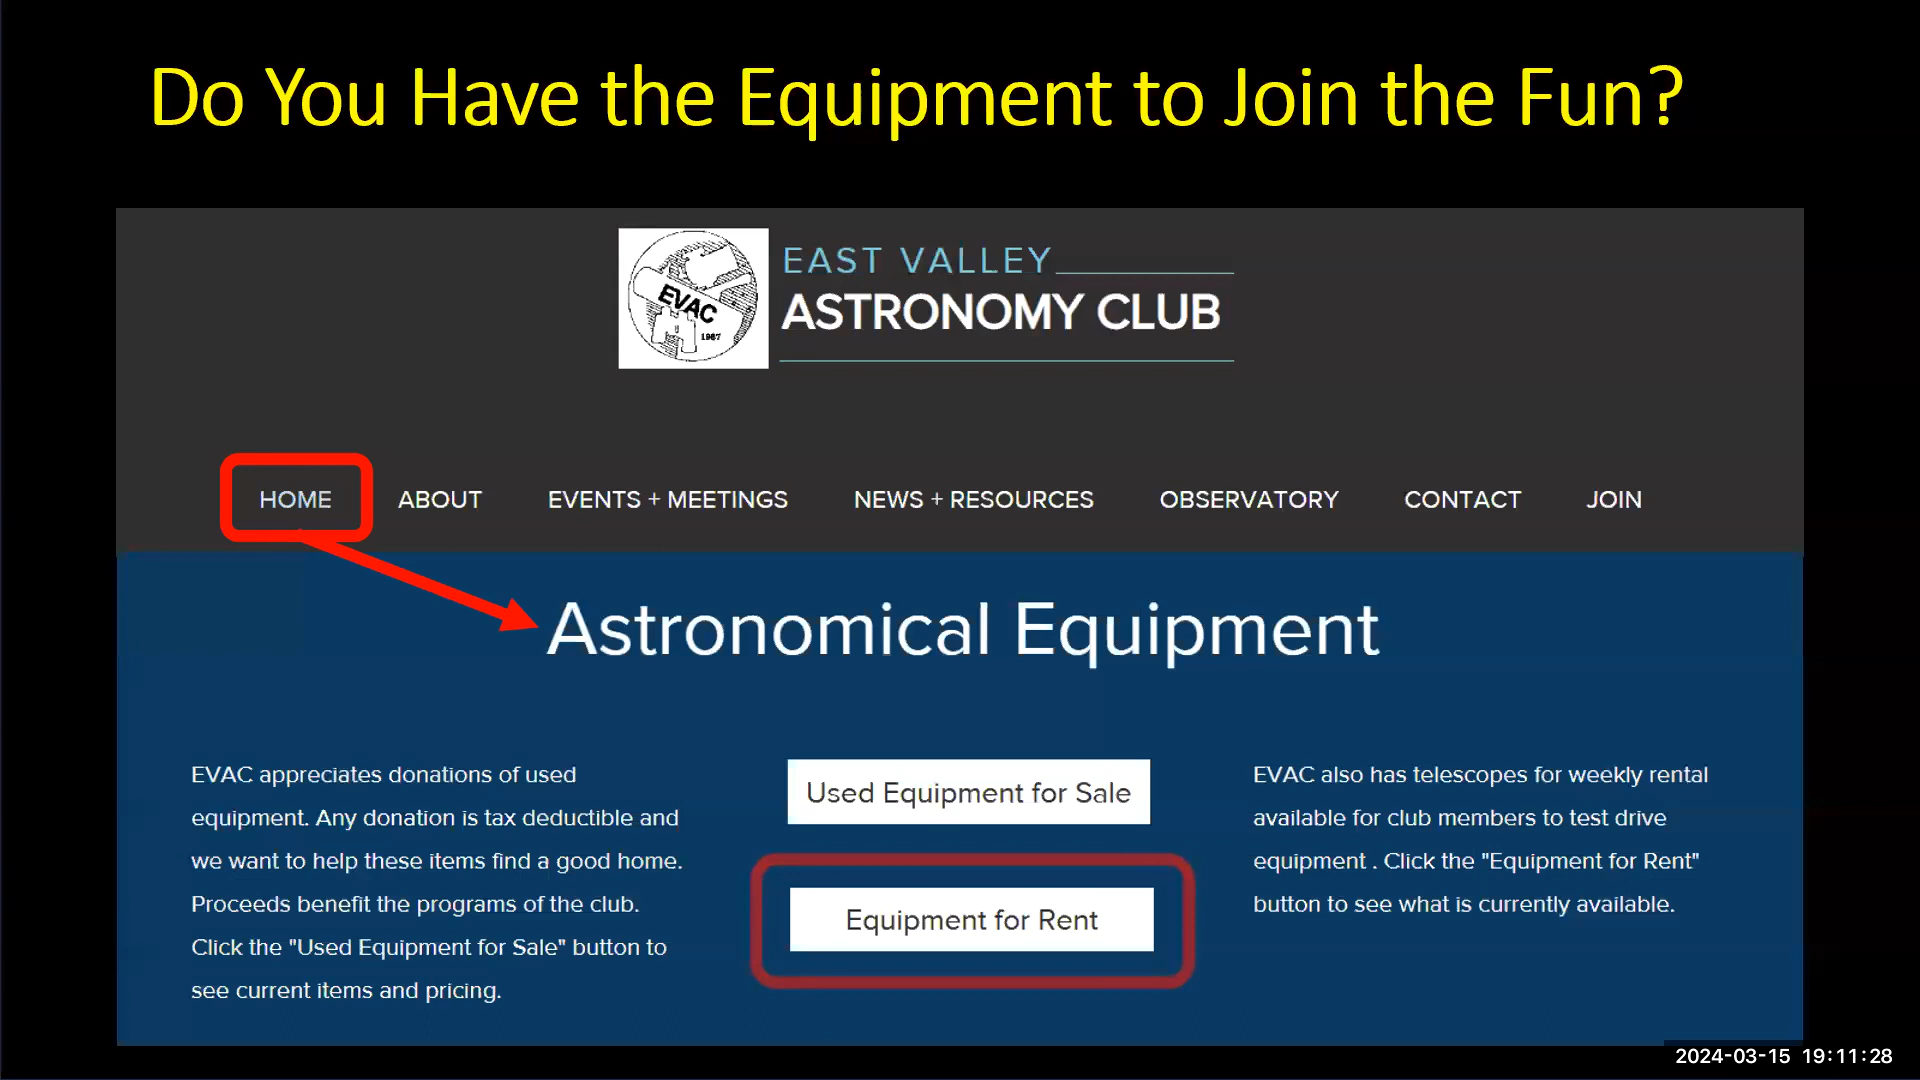 Do You Have the Equipment to Join the Fun?
EVAC
1987
EAST VALLEY
ASTRONOMY CLUB
HOME ABOUT EVENTS + MEETINGS NEWS + RESOURCES OBSERVATORY CONTACT JOIN
Astronomical Equipment
EVAC appreciates donations of used
equipment. Any donation is tax deductible and
we want to help these items find a good home.
Proceeds benefit the programs of the club.
Click the "Used Equipment for Sale" button to
see current items and pricing.
Used Equipment for Sale
Equipment for Rent
EVAC also has telescopes for weekly rental
available for club members to test drive
equipment . Click the "Equipment for Rent"
button to see what is currently available.
2024-03-15 19:11:28